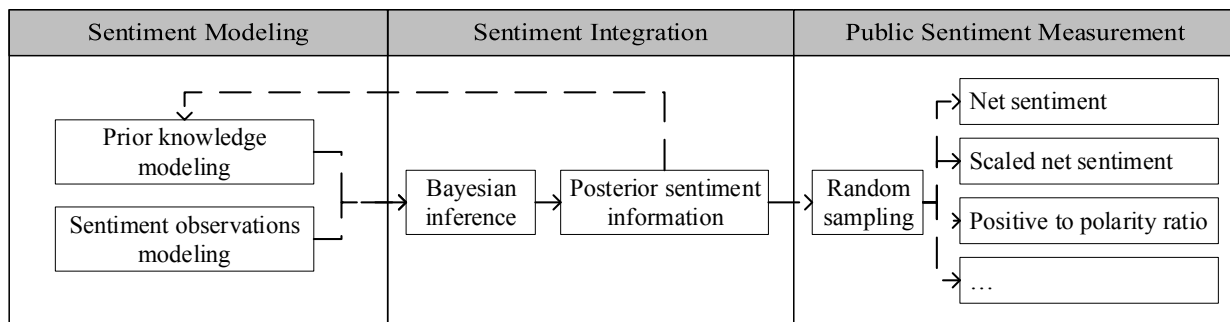 Sentiment Modeling
Sentiment Integration
Public Sentiment Measurement
Prior knowledge
modeling
Sentiment observations
modeling
Bayesian
inference
Posterior sentiment
information
Random
sampling
Net sentiment
Scaled net sentiment
Positive to polarity ratio
…